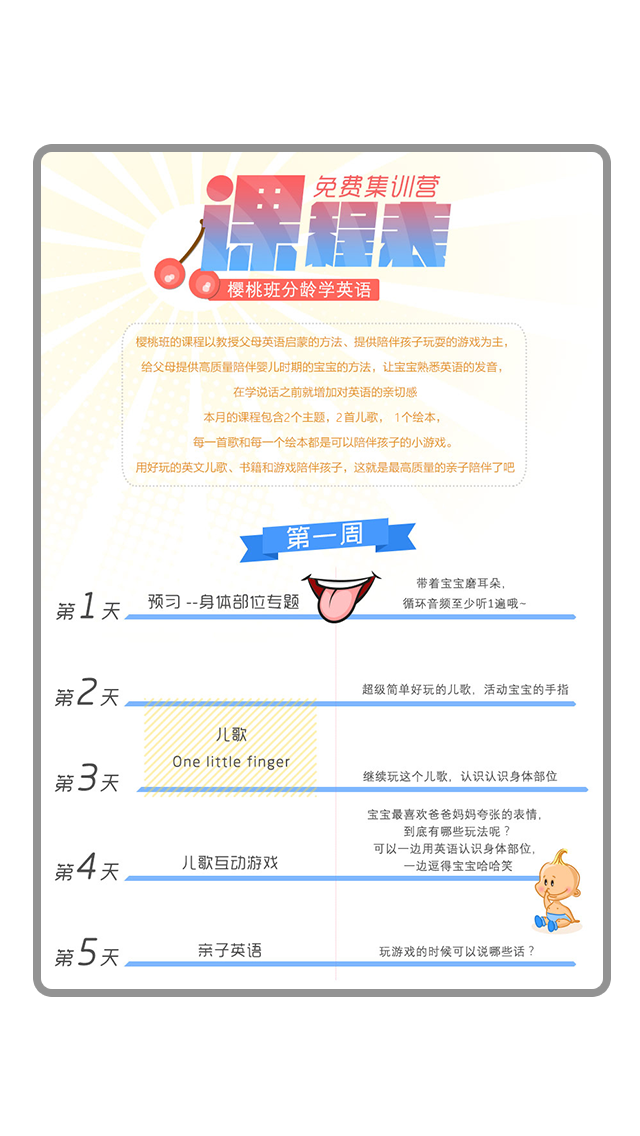 免费集训营
课程表
樱桃班分龄学英语
樱桃班的课程以教授父母英语启蒙的方法、提供陪伴孩子玩耍的游戏为主，
给父母提供高质量陪伴婴儿时期的宝宝的方法，让宝宝熟悉英语的发音，
在学说话之前就增加对英语的亲切感
本月的课程包含2个主题，2首儿歌， 1个绘本，
每一首歌和每一个绘本都是可以陪伴孩子的小游戏。
用好玩的英文儿歌、书籍和游戏陪伴孩子，这就是最高质量的亲子陪伴了吧
第一周
第1天
预习 --身体部位专题
带着宝宝磨耳朵，
循环音频至少听1遍哦~
第2天
超级简单好玩的儿歌，活动宝宝的手指
儿歌
One little finger
第3天
继续玩这个儿歌，认识认识身体部位
第4天
儿歌互动游戏
宝宝最喜欢爸爸妈妈夸张的表情，
到底有哪些玩法呢？
可以一边用英语认识身体部位，
一边逗得宝宝哈哈笑
第5天
亲子英语
玩游戏的时候可以说哪些话？